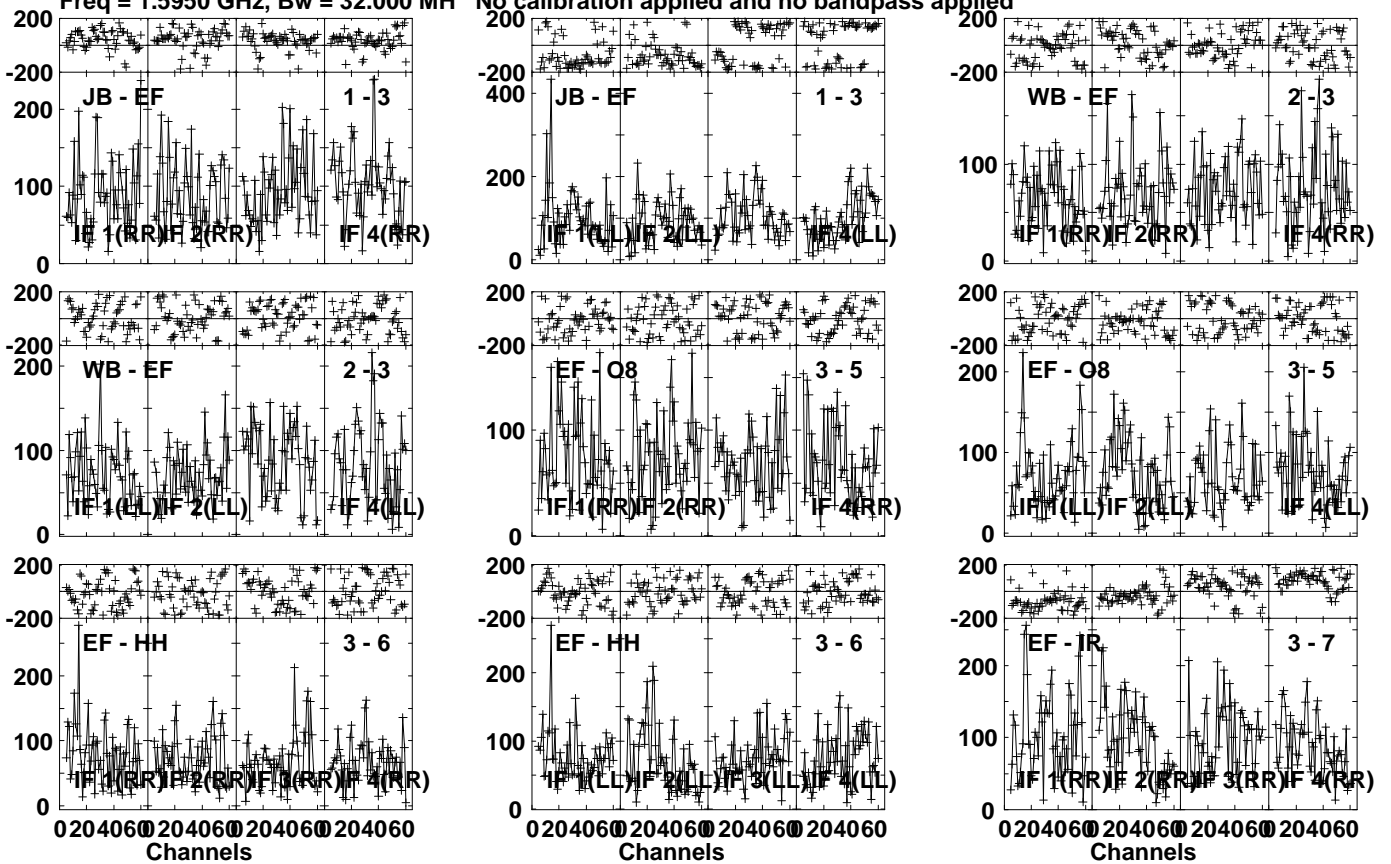 Freq = 1.5950 GHz, Bw = 32.000 MH No calibration applied and no bandpass applied
200
-200
200
100
0
JB - EF
1 - 3
IF 1(RR)
IF 2(RR)
IF 4(RR)
200
-200
400
200
0
JB - EF
1 - 3
IF 1(LL)
IF 2(LL)
IF 4(LL)
200
-200
100
0
WB - EF
2 - 3
IF 1(RR)
IF 2(RR)
IF 4(RR)
200
-200
200
100
0
WB - EF
2 - 3
IF 1(LL)
IF 2(LL)
IF 4(LL)
200
-200
100
0
EF - O8
3 - 5
IF 1(RR)
IF 2(RR)
IF 4(RR)
200
-200
200
100
0
EF - O8
3 - 5
IF 1(LL)
IF 2(LL)
IF 4(LL)
200
-200
200
100
0
EF - HH
3 - 6
IF 1(RR)
IF 2(RR)
IF 3(RR)
IF 4(RR)
0 20 40 60 0 20 40 60 0 20 40 60 0 20 40 60
Channels
200
-200
200
100
0
EF - HH
3 - 6
IF 1(LL)
IF 2(LL)
IF 3(LL)
IF 4(LL)
0 20 40 60 0 20 40 60 0 20 40 60 0 20 40 60
Channels
200
-200
200
100
0
EF - IR
3 - 7
IF 1(RR)
IF 2(RR)
IF 3(RR)
IF 4(RR)
0 20 40 60 0 20 40 60 0 20 40 60 0 20 40 60
Channels